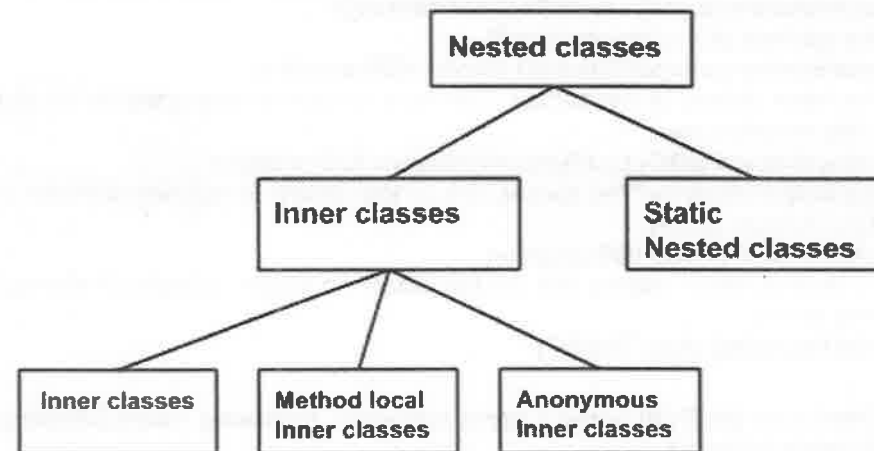 Nested classes
Inner classes
Static
Nested classes
Inner classes
Method local
Inner classes
Anonymous
Inner classes